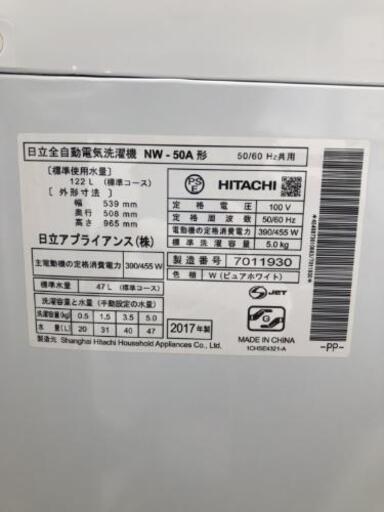 日立全自動電気洗濯機 NW-50A 形 50/60 Hz共用
[標準使用水量]
122 L (標準コース)
[外形寸法]
幅 539 mm
奥行 508 mm
高さ 965 mm
日立アプライアンス(株)
PSE
HITACHI
定格電圧 100 V
定格周波数 50/60 Hz
定格消費電力 390/455 W
標準洗濯容量 5.0 kg
主電動機の定格消費電力 390/455 W
製造番号 7011930
標準水量 47 L (標準コース)
色 W (ピュアホワイト)
洗濯容量と水量 (手動設定の水量)
洗濯容量(kg) 0.5 1.5 3.5 5.0
水量(L) 20 31 40 47
2017年製
JET
MADE IN CHINA
1CHSE4321-A
製造元 Shanghai Hitachi Household Appliances Co., Ltd.
-PP-